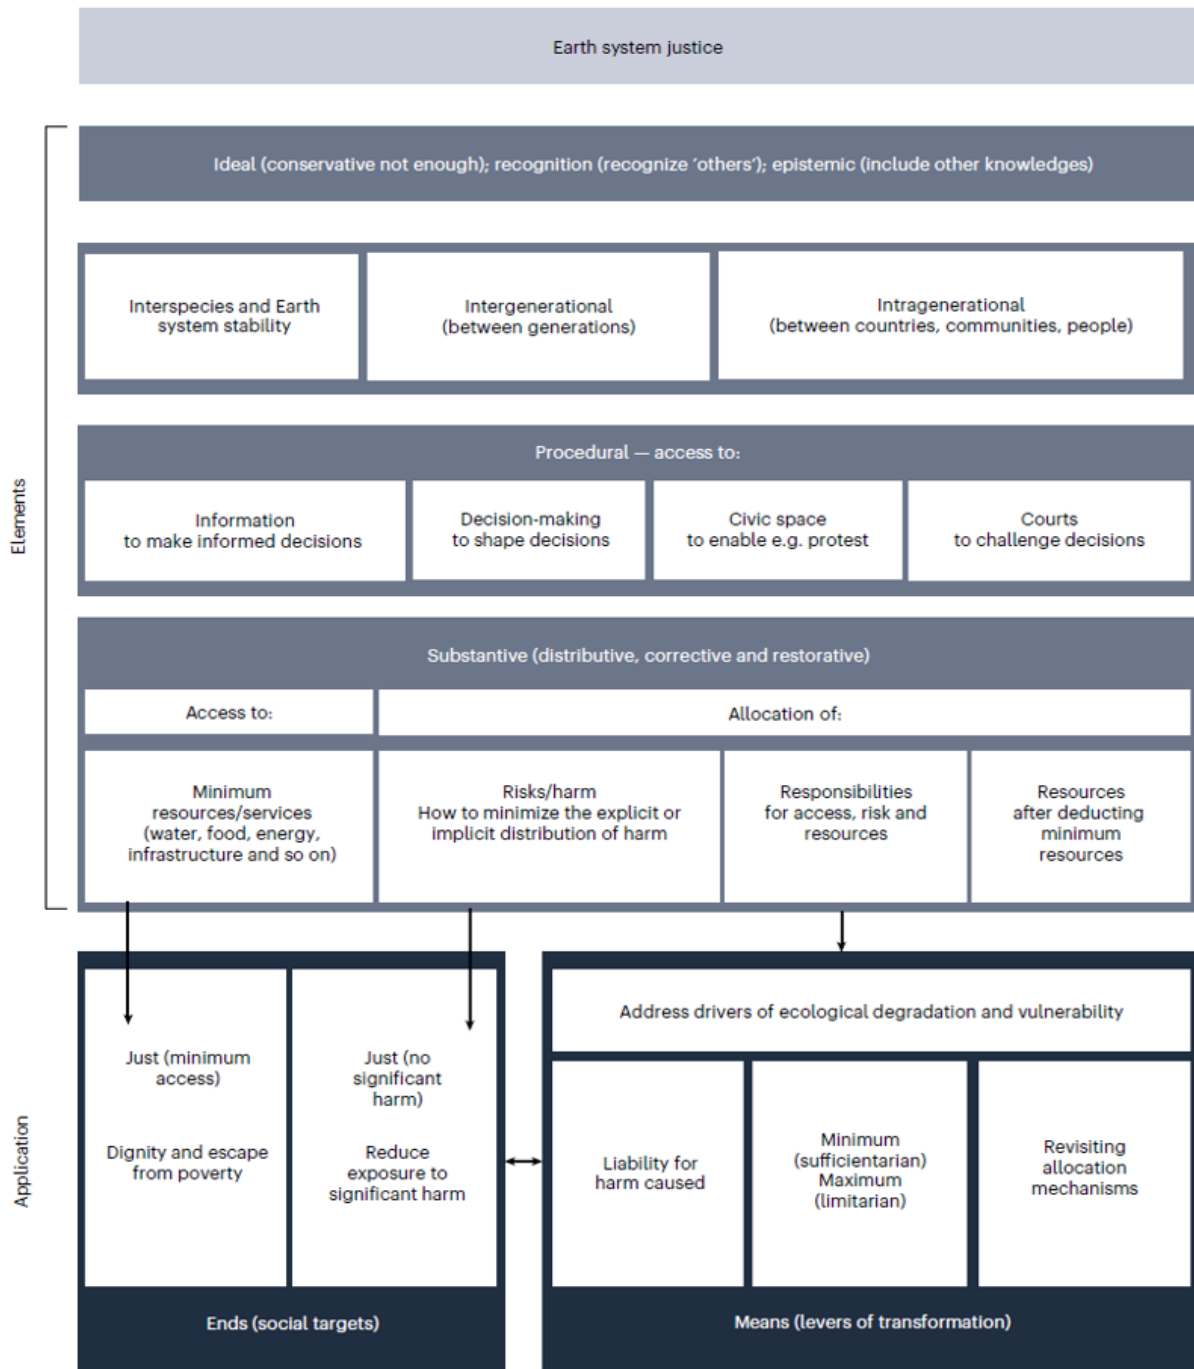 Earth system justice
Ideal (conservative not enough); recognition (recognize ‘others’); epistemic (include other knowledges)
Interspecies and Earth
system stability
Intergenerational
(between generations)
Intragenerational
(between countries, communities, people)
Elements
Procedural — access to:
Information
to make informed decisions
Decision-making
to shape decisions
Civic space
to enable e.g. protest
Courts
to challenge decisions
Substantive (distributive, corrective and restorative)
Access to:
Allocation of:
Minimum
resources/services
(water, food, energy,
infrastructure and so on)
Risks/harm
How to minimize the explicit or
implicit distribution of harm
Responsibilities
for access, risk and
resources
Resources
after deducting
minimum
resources
Application
Just (minimum
access)
Dignity and escape
from poverty
Just (no
significant
harm)
Reduce
exposure to
significant harm
Ends (social targets)
Address drivers of ecological degradation and vulnerability
Liability for
harm caused
Minimum
(sufficientarian)
Maximum
(limitarian)
Revisiting
allocation
mechanisms
Means (levers of transformation)